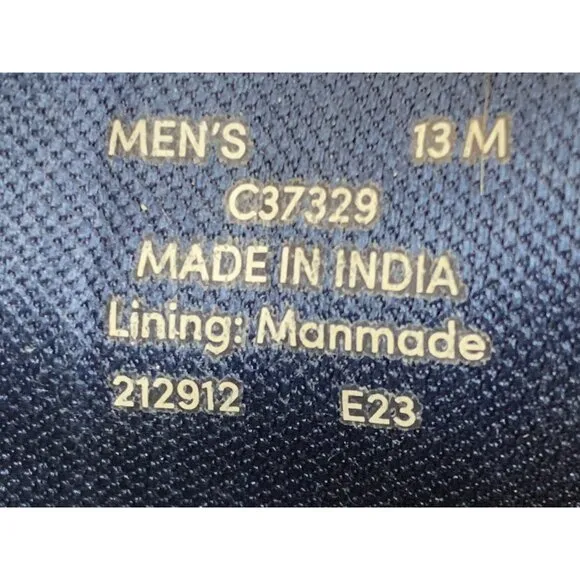 MEN'S 13 M
C37329
MADE IN INDIA
Lining: Manmade
212912 E23